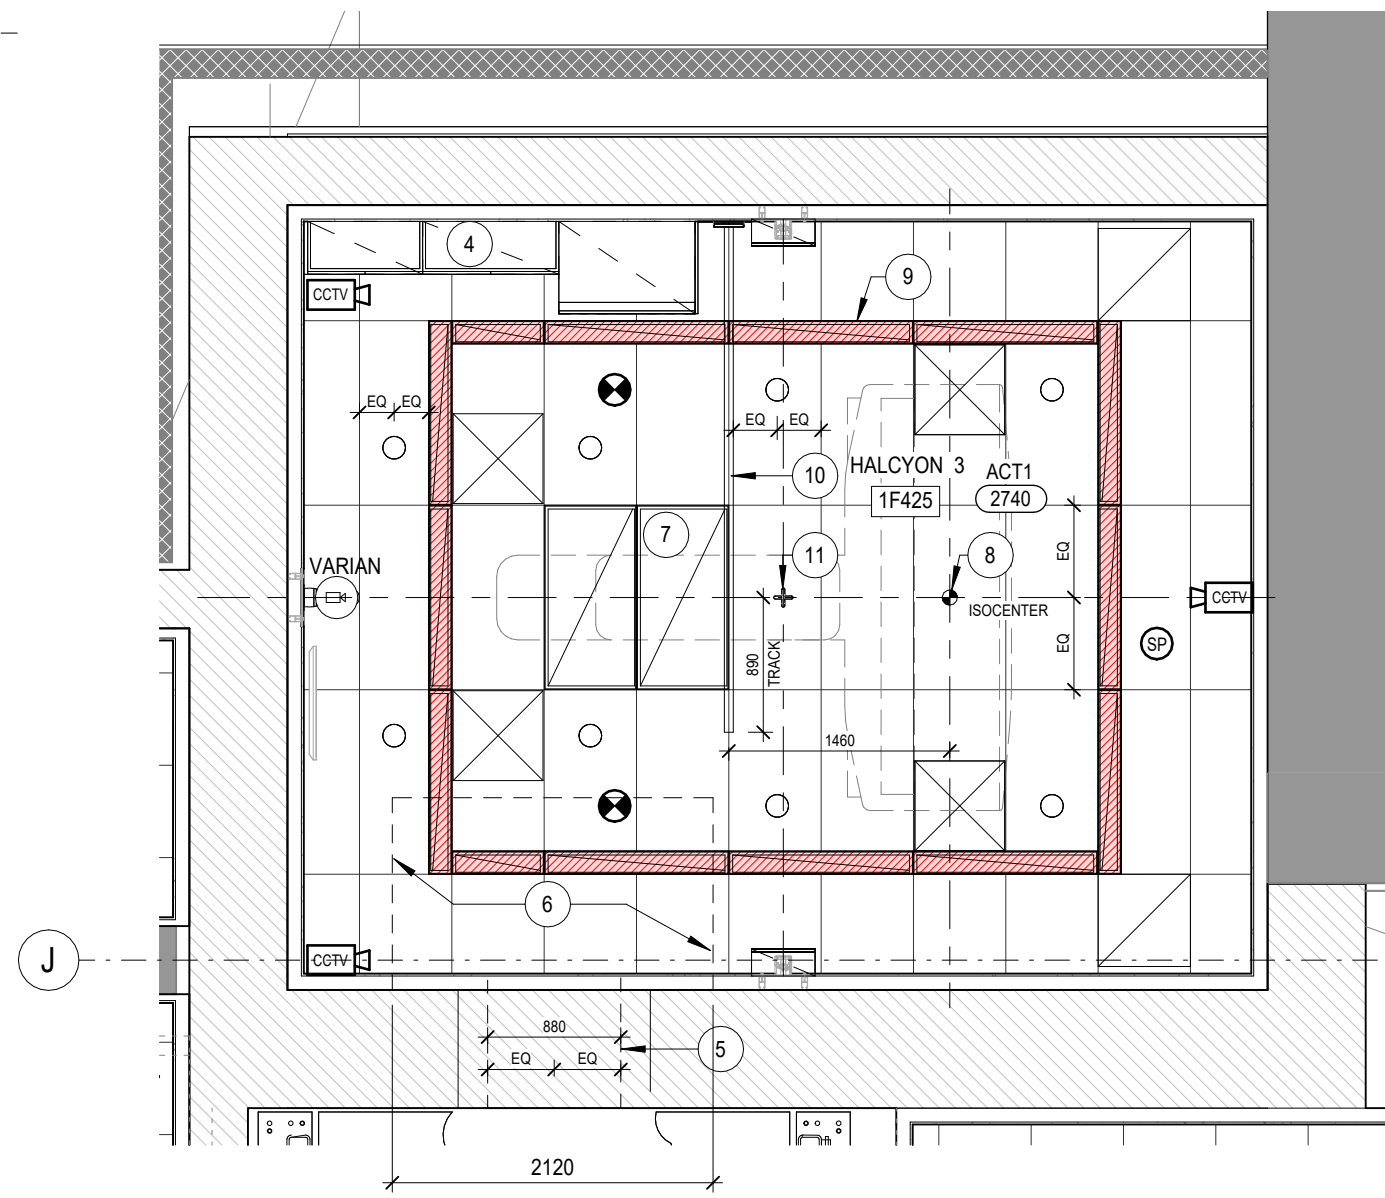 4
CCTV
9
EQ
EQ
EQ
EQ
10
HALCYON 3
ACT1
1F425
2740
7
11
8
EQ
VARIAN
CCTV
ISOCENTER
SP
EQ
890
TRACK
1460
6
J
CCTV
880
5
EQ
EQ
2120